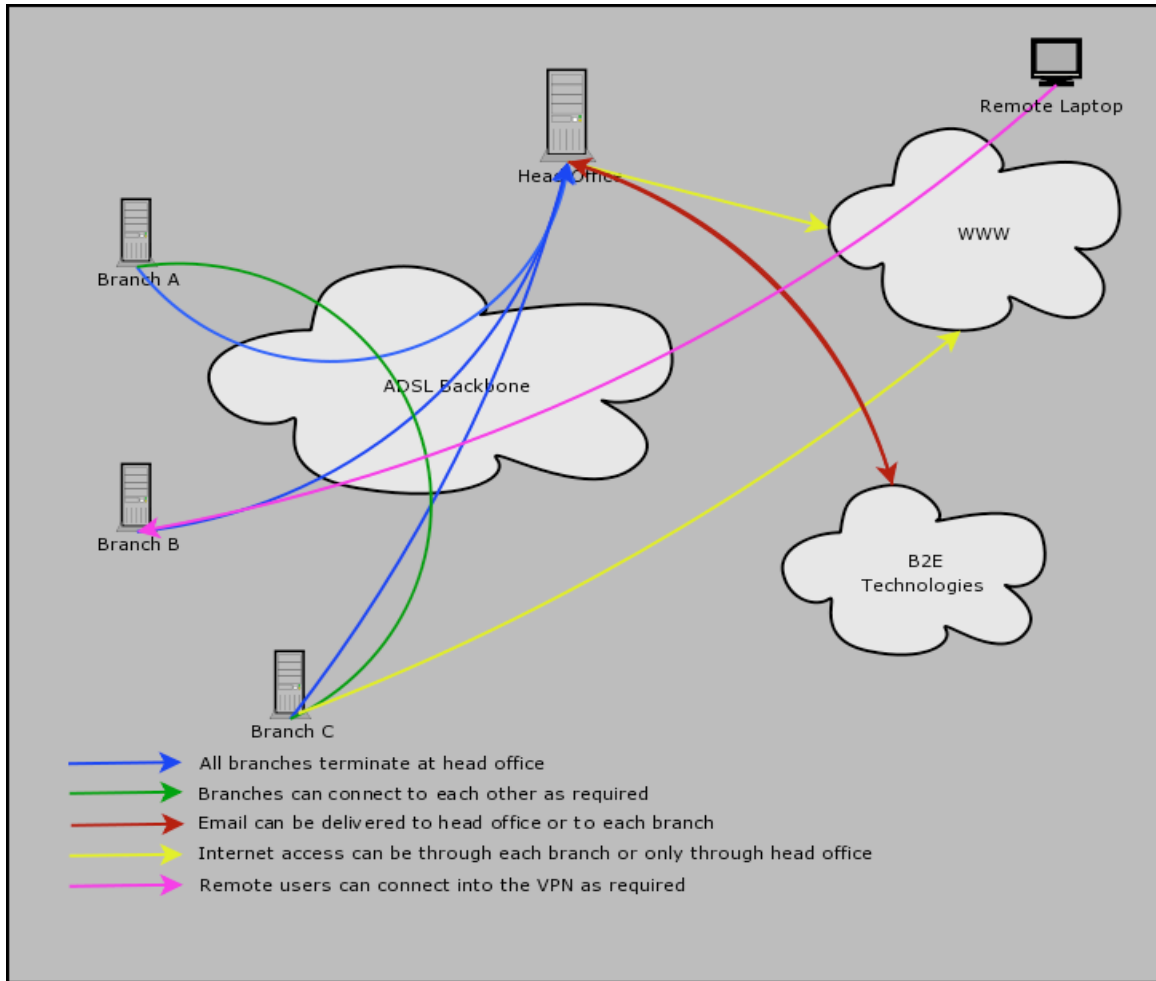 Remote Laptop
Head Office
WWW
Branch A
ADSL Backbone
Branch B
B2E
Technologies
Branch C
All branches terminate at head office
Branches can connect to each other as required
Email can be delivered to head office or to each branch
Internet access can be through each branch or only through head office
Remote users can connect into the VPN as required